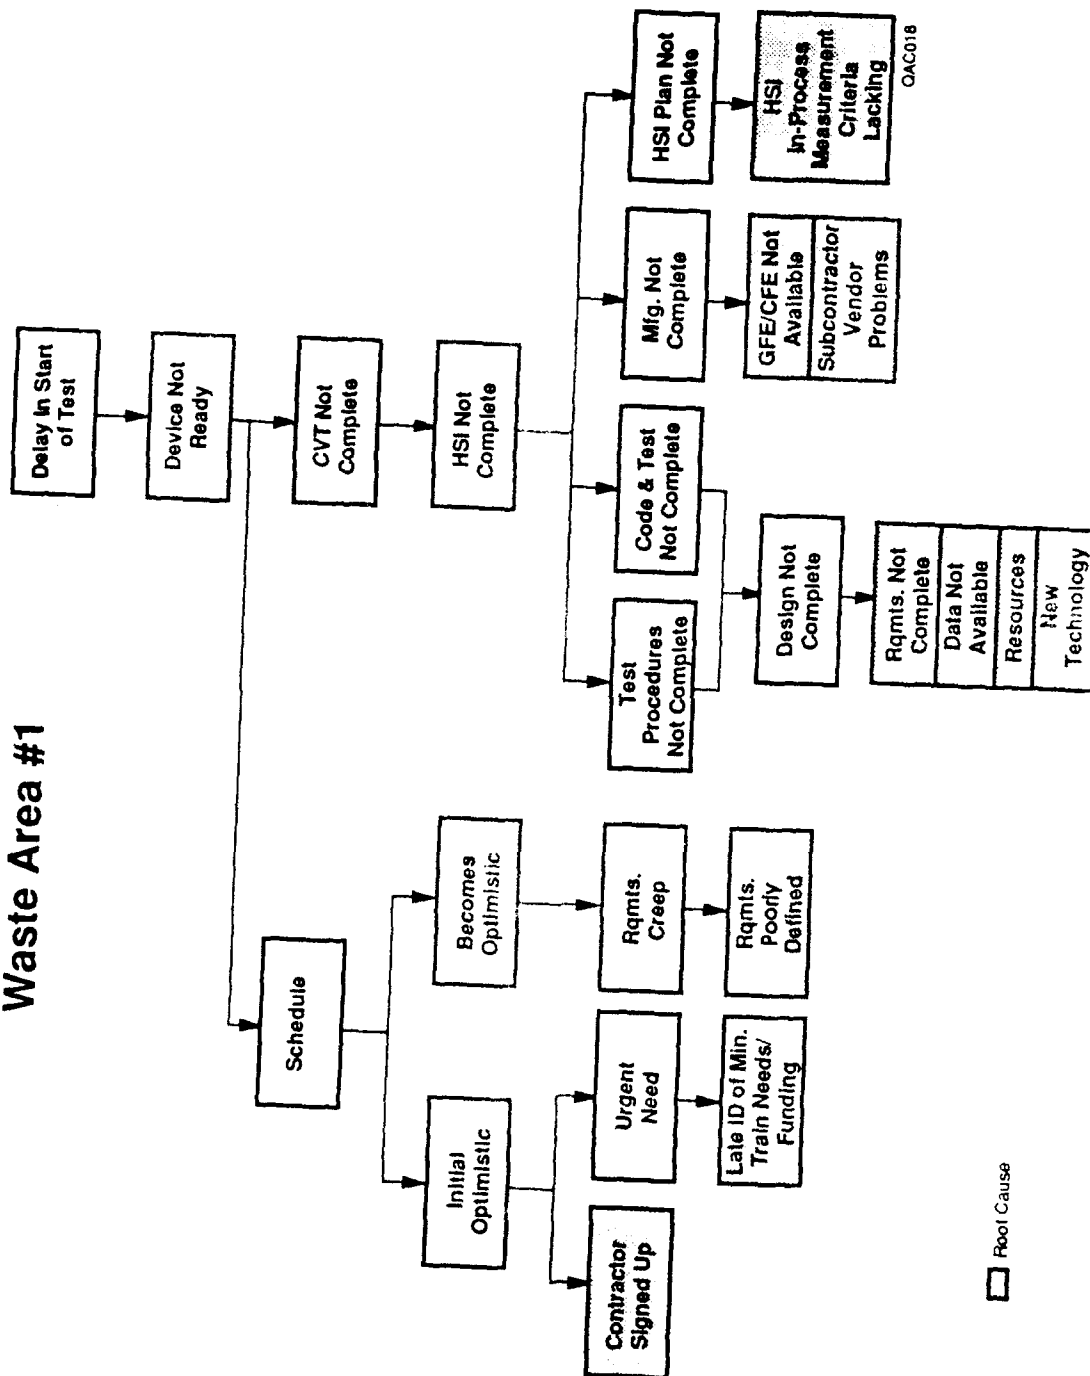 Waste Area #1
Delay In Start
of Test
Device Not
Ready
Schedule
CVT Not
Complete
Initial
Optimistic
Becomes
Optimistic
HSI Not
Complete
Contractor
Signed Up
Urgent
Need
Rqmts.
Creep
Test
Procedures
Not Complete
Code & Test
Not Complete
Mfg. Not
Complete
HSI Plan Not
Complete
Late ID of Min.
Train Needs/
Funding
Rqmts.
Poorly
Defined
Design Not
Complete
GFE/CFE Not
Available
Subcontractor
Vendor
Problems
HSI
In-Process
Measurement
Criteria
Lacking
Rqmts. Not
Complete
Data Not
Available
Resources
New
Technology
QAC018
Root Cause